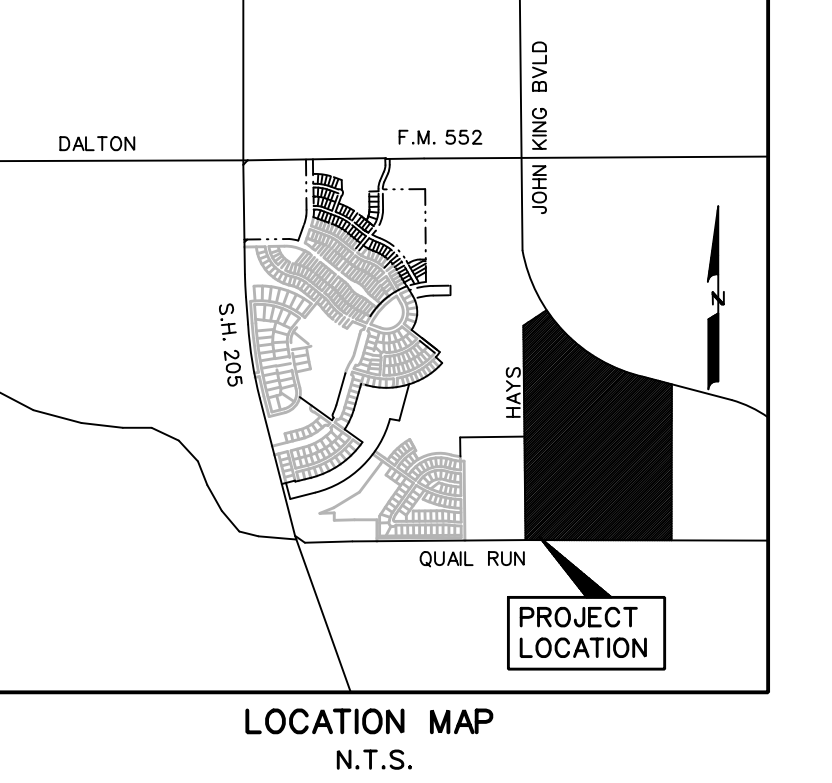 DALTON
F.M. 552
JOHN KING BVLD
S.H. 205
HAYS
N
QUAIL RUN
PROJECT
LOCATION
LOCATION MAP
N.T.S.